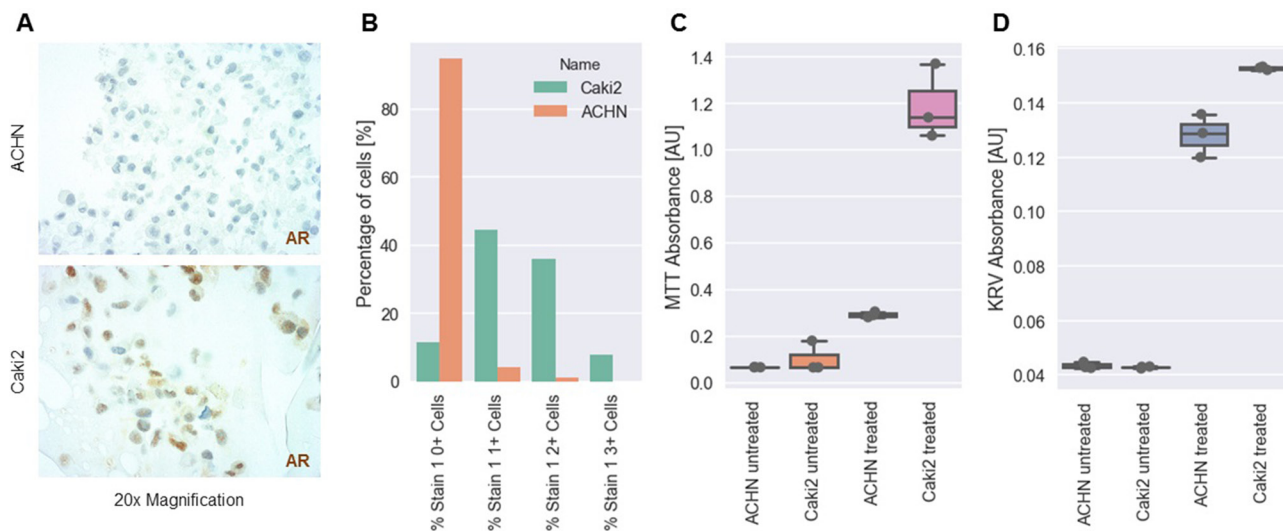 A
ACHN
AR
Caki2
AR
20x Magnification
B
Percentage of cells [%]
80
60
40
20
0
Name
Caki2
ACHN
% Stain 1 0+ Cells
% Stain 1 1+ Cells
% Stain 1 2+ Cells
% Stain 1 3+ Cells
C
MTT Absorbance [AU]
1.4
1.2
1.0
0.8
0.6
0.4
0.2
0.0
ACHN untreated
Caki2 untreated
ACHN treated
Caki2 treated
D
KRV Absorbance [AU]
0.16
0.14
0.12
0.10
0.08
0.06
0.04
ACHN untreated
Caki2 untreated
ACHN treated
Caki2 treated